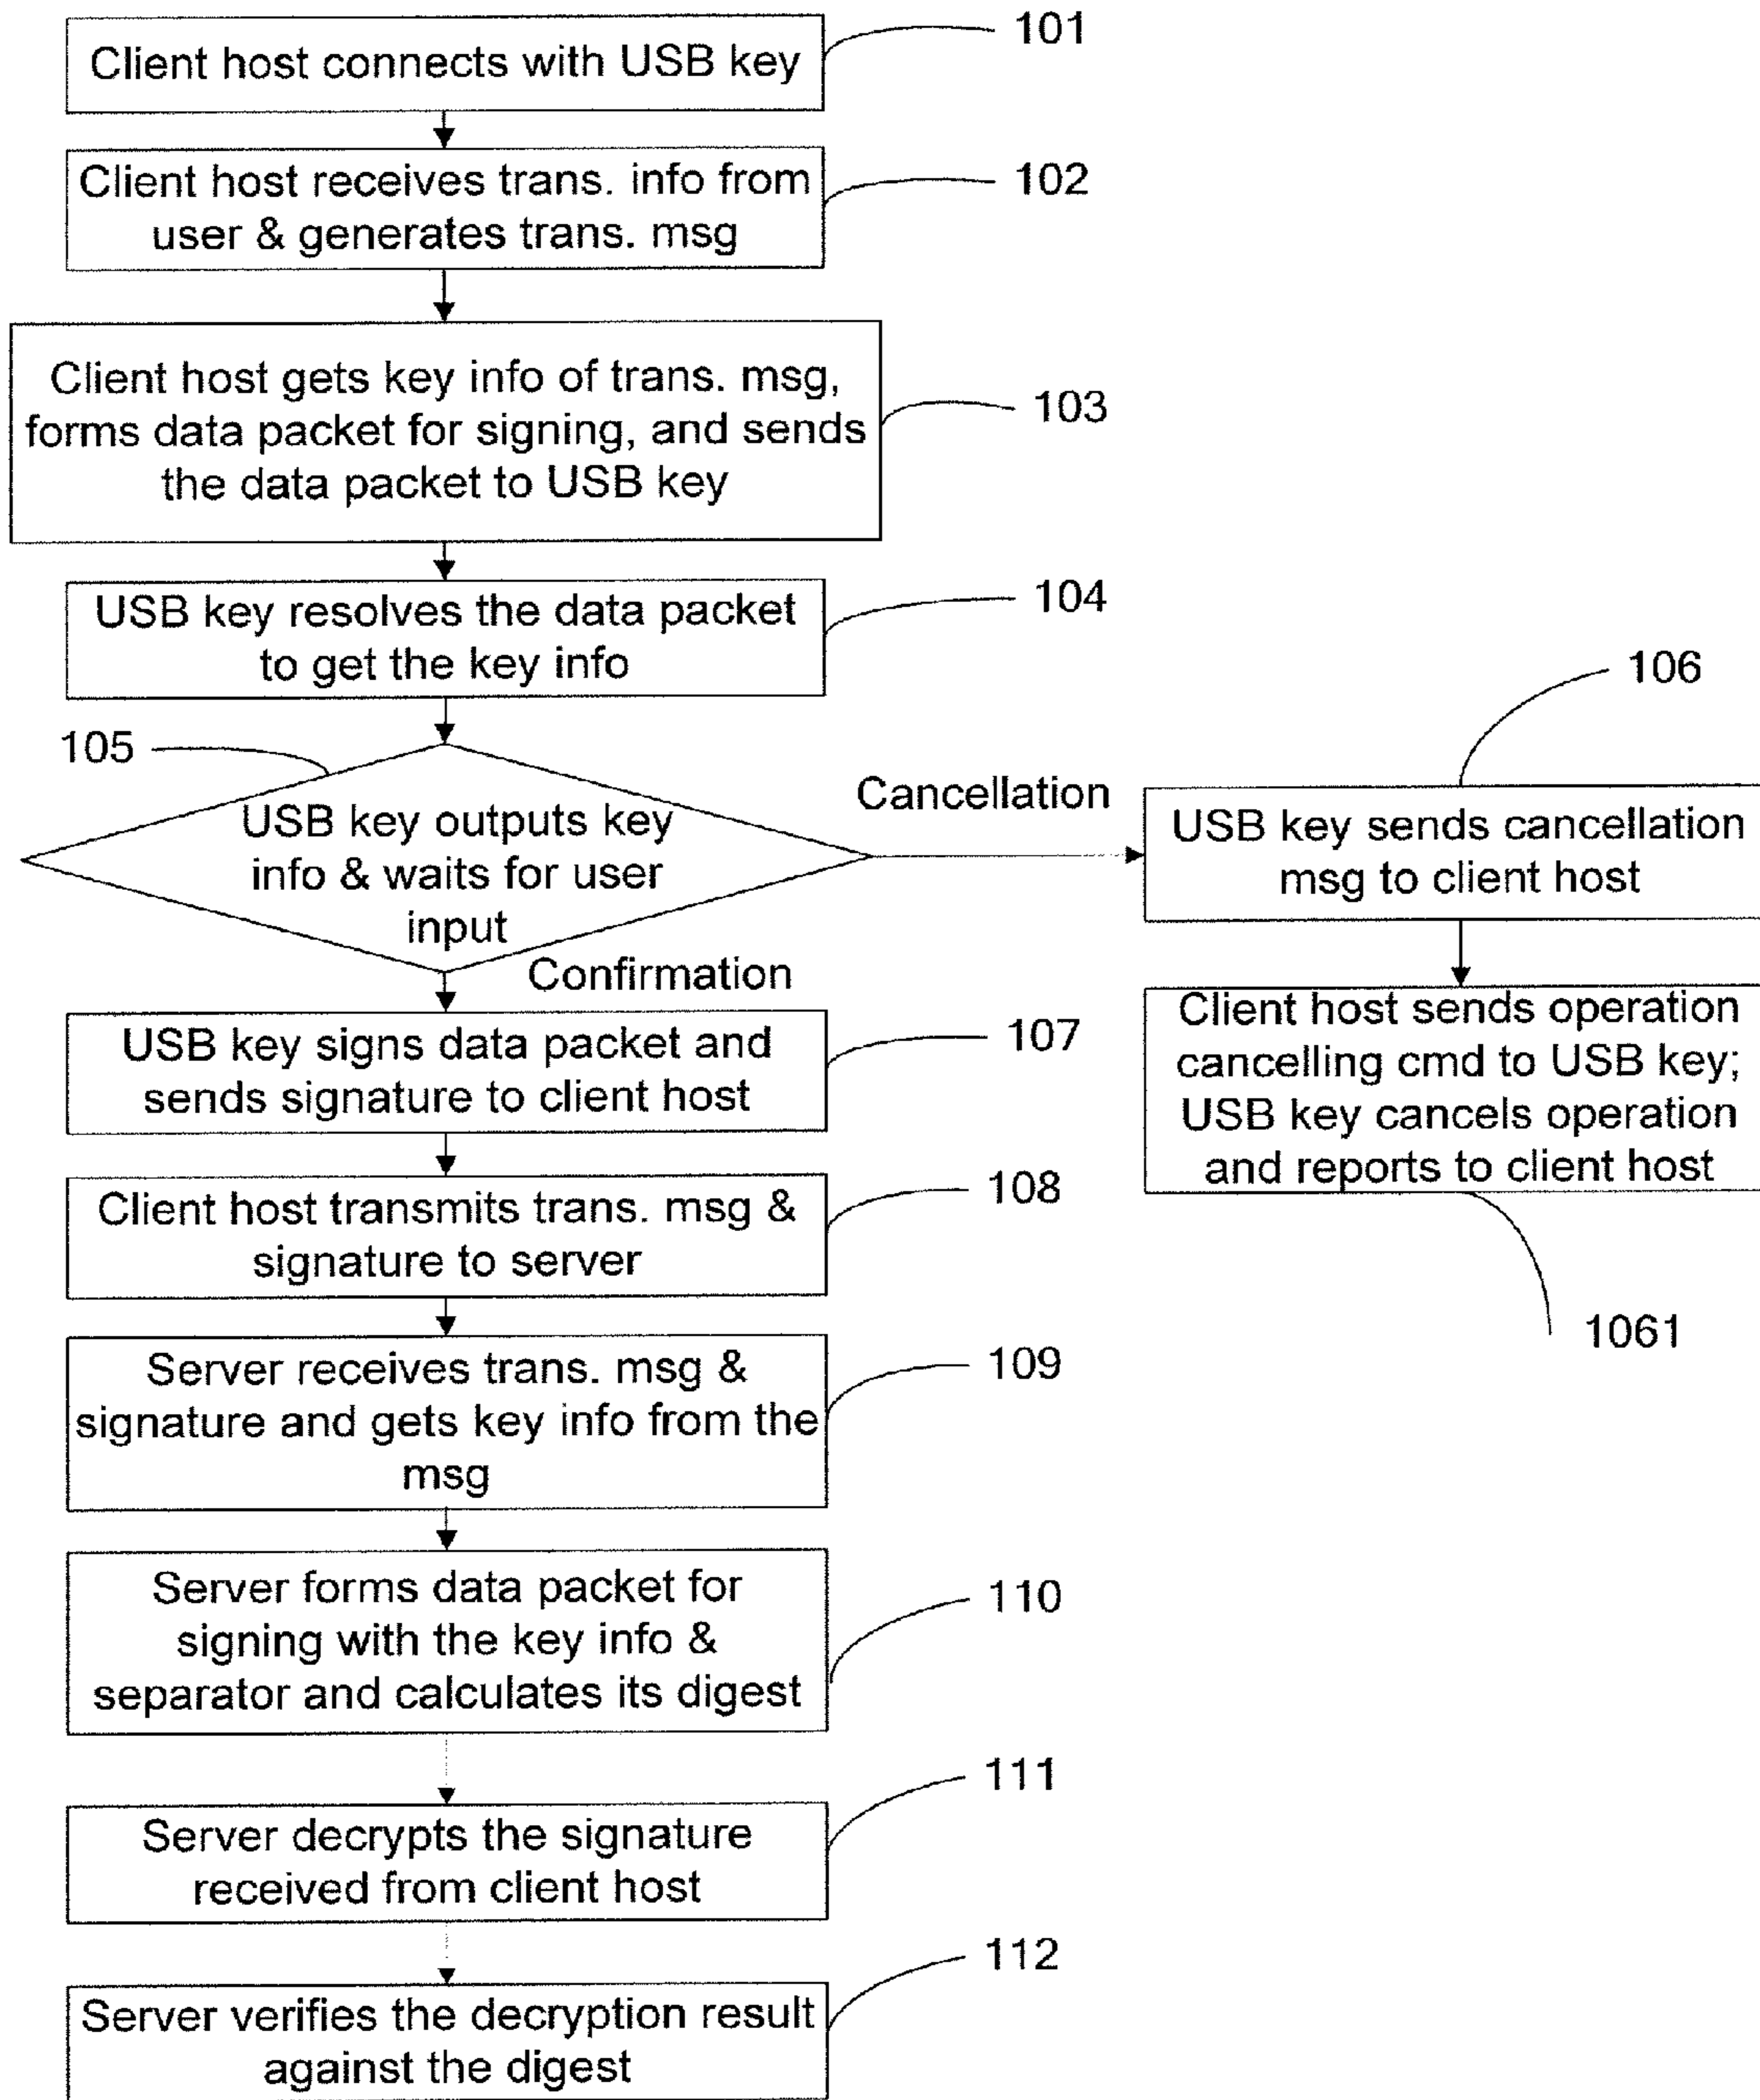 Client host connects with USB key
101
Client host receives trans. info from
user & generates trans. msg
102
Client host gets key info of trans. msg,
forms data packet for signing, and sends
the data packet to USB key
103
USB key resolves the data packet
to get the key info
104
105
USB key outputs key
info & waits for user
input
Cancellation
106
USB key sends cancellation
msg to client host
Client host sends operation
cancelling cmd to USB key;
USB key cancels operation
and reports to client host
1061
Confirmation
USB key signs data packet and
sends signature to client host
107
Client host transmits trans. msg &
signature to server
108
Server receives trans. msg &
signature and gets key info from the
msg
109
Server forms data packet for
signing with the key info &
separator and calculates its digest
110
Server decrypts the signature
received from client host
111
Server verifies the decryption result
against the digest
112